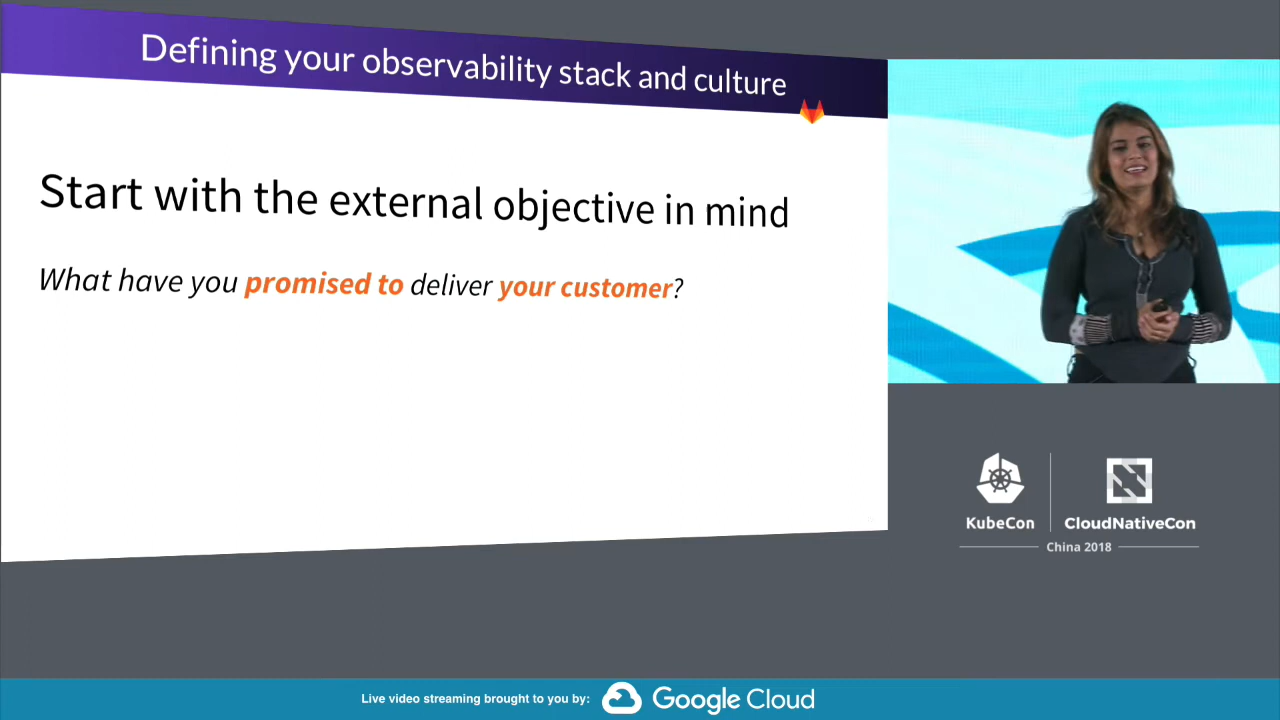 Defining your observability stack and culture
Start with the external objective in mind
What have you promised to deliver your customer?
KubeCon
CloudNativeCon
China 2018
Live video streaming brought to you by:
Google Cloud